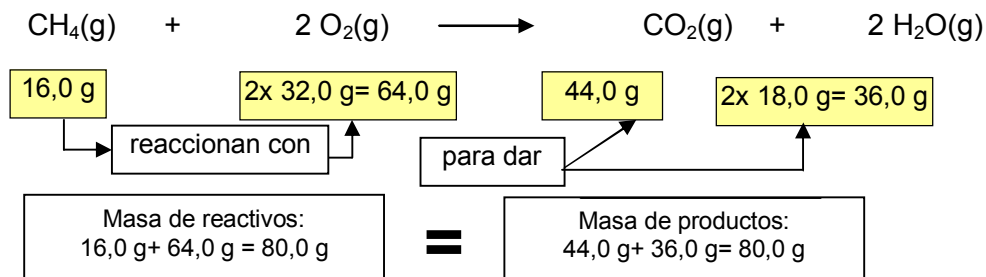 CH₄(g) + 2 O₂(g) ⟶ CO₂(g) + 2 H₂O(g)
16,0 g 2x 32,0 g= 64,0 g 44,0 g 2x 18,0 g= 36,0 g
reaccionan con para dar
Masa de reactivos:
16,0 g+ 64,0 g = 80,0 g
=
Masa de productos:
44,0 g+ 36,0 g= 80,0 g